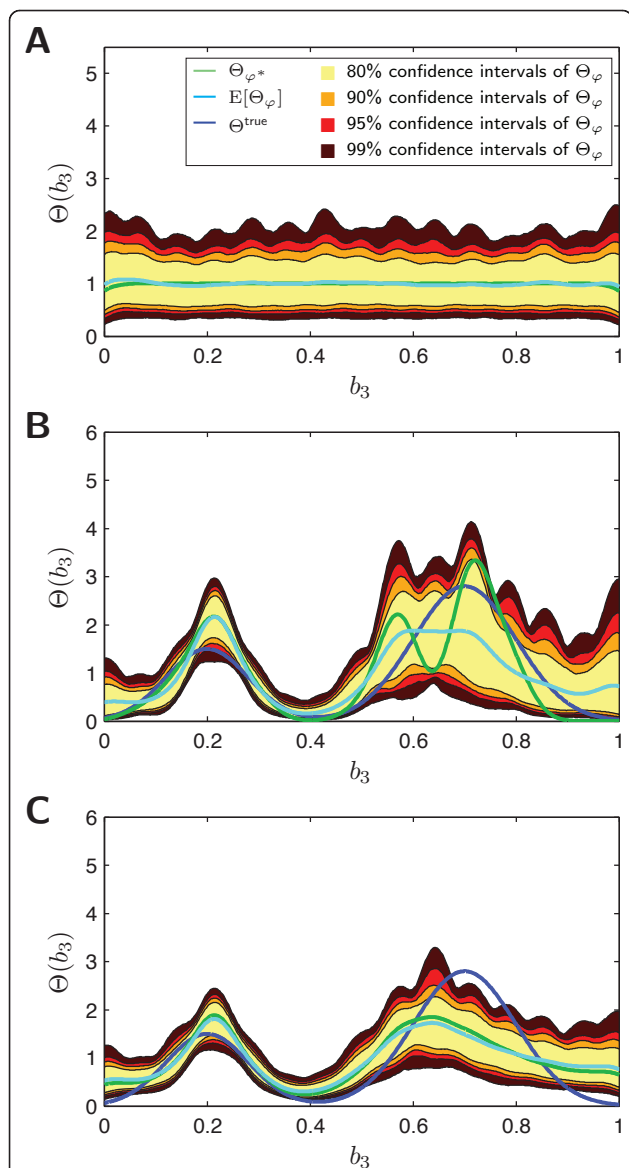 A
Θφ*
E[Θφ]
Θtrue
80% confidence intervals of Θφ
90% confidence intervals of Θφ
95% confidence intervals of Θφ
99% confidence intervals of Θφ
Θ(b3)
5
4
3
2
1
0
0 0.2 0.4 0.6 0.8 1
b3
B
Θ(b3)
6
5
4
3
2
1
0
0 0.2 0.4 0.6 0.8 1
b3
C
Θ(b3)
6
5
4
3
2
1
0
0 0.2 0.4 0.6 0.8 1
b3